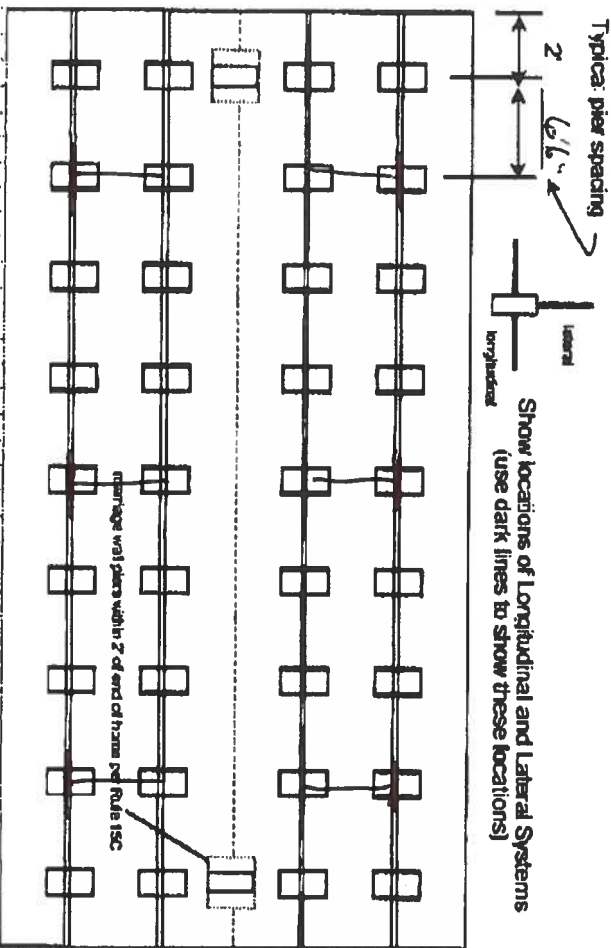 Typical pier spacing
2'
6'6"
lateral
longitudinal
Show locations of Longitudinal and Lateral Systems
(use dark lines to show these locations)
marriage wall piers within 2' of end of home per Rule 15C